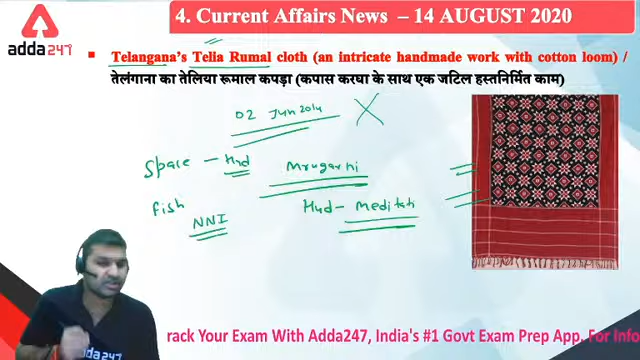 4. Current Affairs News – 14 AUGUST 2020
adda247
Telangana's Telia Rumal cloth (an intricate handmade work with cotton loom) /
तेलंगाना का तेलिया रूमाल कपड़ा (कपास करघा के साथ एक जटिल हस्तनिर्मित काम)
02 Jun 2014
Space – Hyd
Mrugarhi
fish
NNI
Hyd – Meditati
adda247
rack Your Exam With Adda247, India's #1 Govt Exam Prep App. For Info